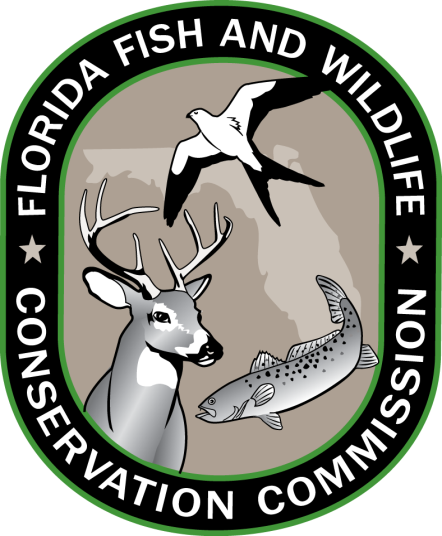 FLORIDA FISH AND WILDLIFE
CONSERVATION COMMISSION